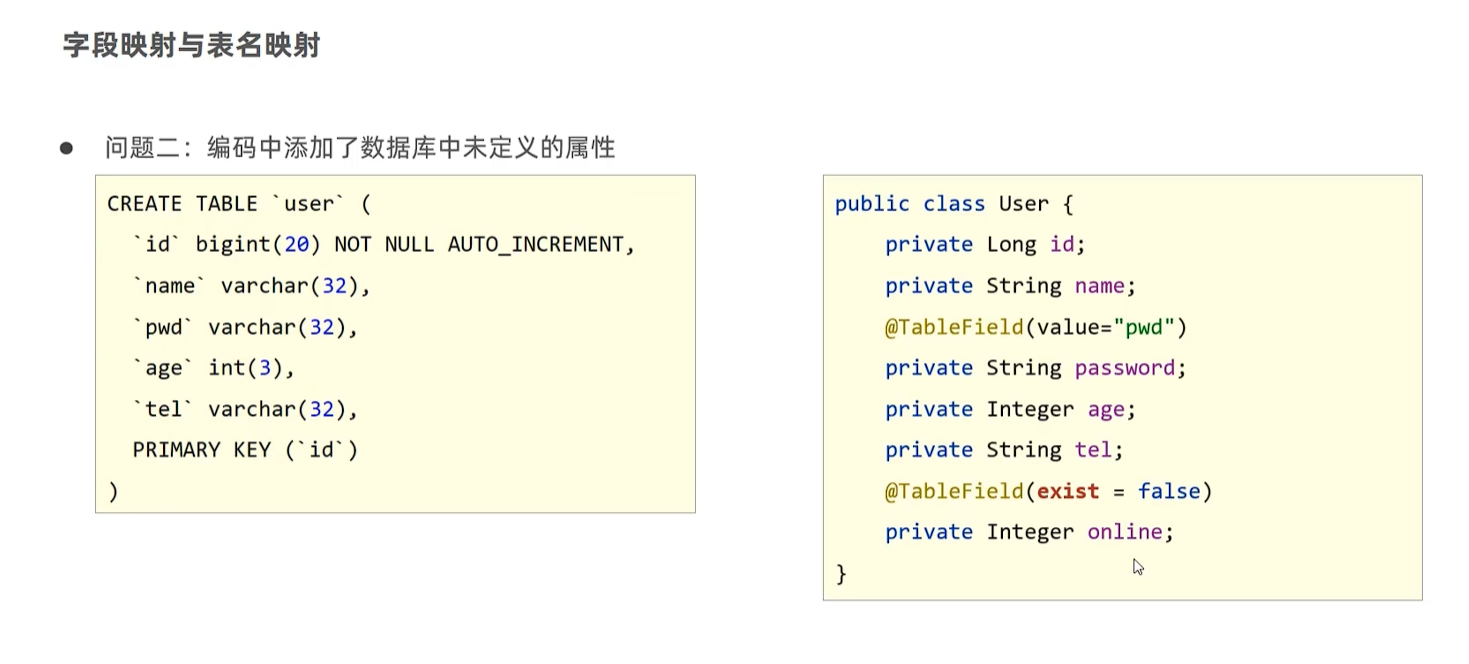 字段映射与表名映射
● 问题二：编码中添加了数据库中未定义的属性
CREATE TABLE `user` (
`id` bigint(20) NOT NULL AUTO_INCREMENT,
`name` varchar(32),
`pwd` varchar(32),
`age` int(3),
`tel` varchar(32),
PRIMARY KEY (`id`)
)
public class User {
private Long id;
private String name;
@TableField(value="pwd")
private String password;
private Integer age;
private String tel;
@TableField(exist = false)
private Integer online;
}